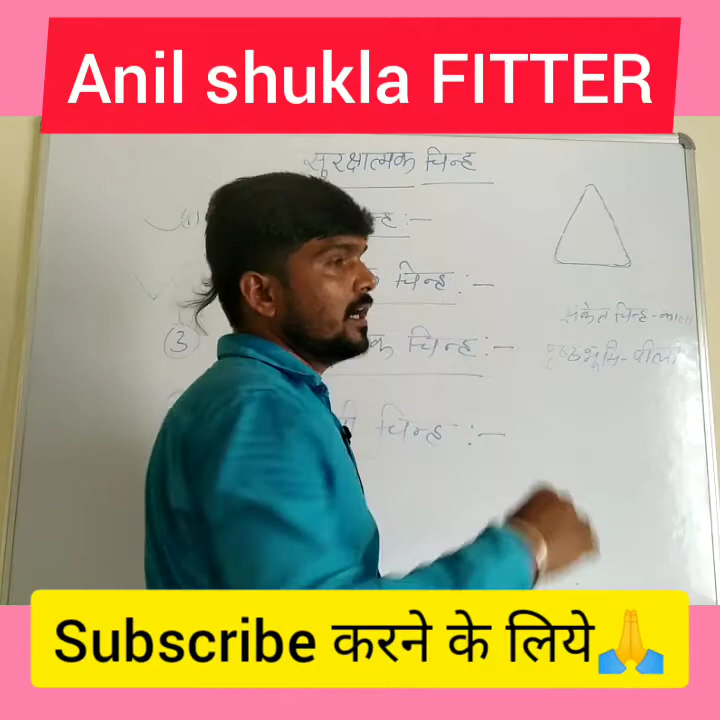 Anil shukla FITTER
सुरक्षात्मक चिन्ह
न्ह :-
चिन्ह :-
संकेत चिन्ह - काला
(3) क चिन्ह :-
पृष्ठभूमि - पीला
चिन्ह :-
Subscribe करने के लिये🙏